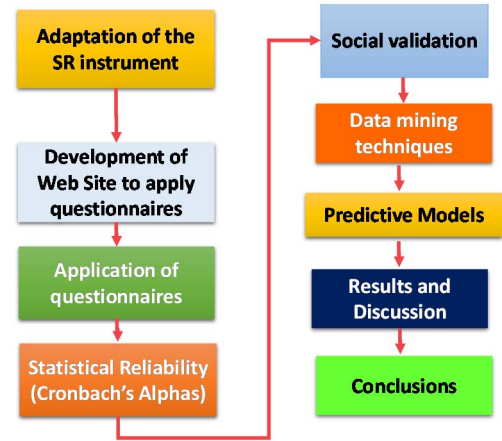 Adaptation of the
SR instrument
Development of
Web Site to apply
questionnaires
Application of
questionnaires
Statistical Reliability
(Cronbach's Alphas)
Social validation
Data mining
techniques
Predictive Models
Results and
Discussion
Conclusions